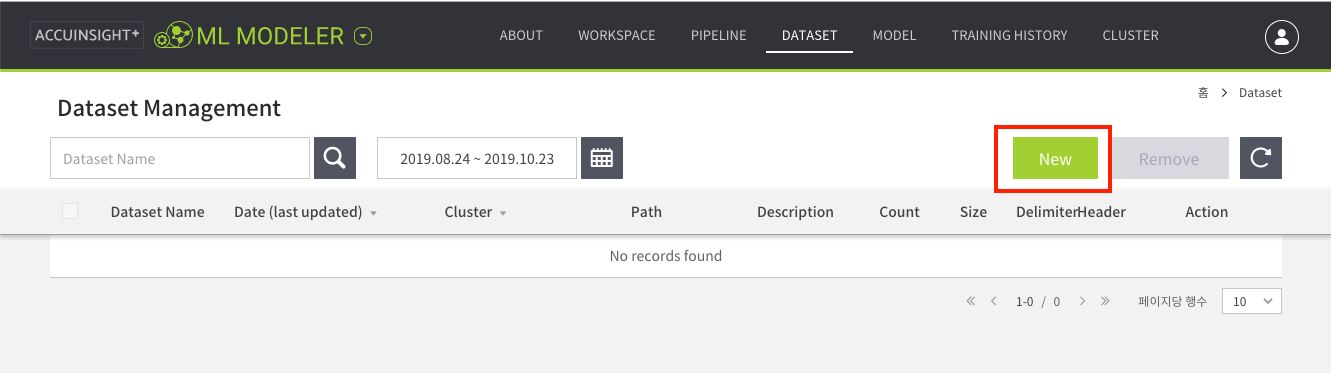 ACCUINSIGHT+ ML MODELER ABOUT WORKSPACE PIPELINE DATASET MODEL TRAINING HISTORY CLUSTER
홈 > Dataset
Dataset Management
Dataset Name 2019.08.24 ~ 2019.10.23 New Remove
Dataset Name Date (last updated) Cluster Path Description Count Size Delimiter Header Action
No records found
1-0 / 0 페이지당 행수 10